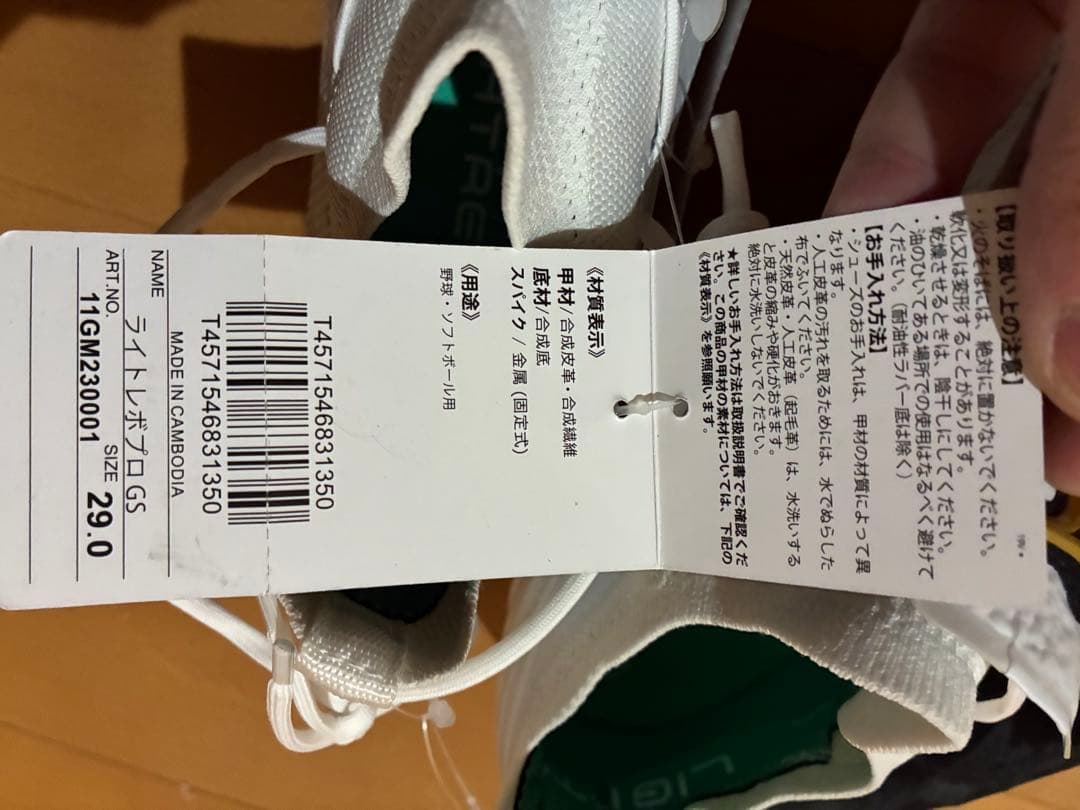 【取り扱い上の注意】
・火のそばには、絶対に置かないでください。
軟化又は変形することがあります。
・乾燥させるときは、陰干しにしてください。
・油のひいてある場所での使用はなるべく避けて
ください。（耐油性ラバー底は除く）
【お手入れ方法】
・シューズのお手入れは、甲材の材質によって異
なります。
・人工皮革の汚れを取るためには、水でぬらした
布でふいてください。
・天然皮革・人工皮革（起毛革）は、水洗いする
と皮革の縮みや硬化がおきます。
絶対に水洗いしないでください。
★詳しいお手入れ方法は取扱説明書でご確認くだ
さい。この商品の甲材の素材については、下記の
《材質表示》を参照願います。
《材質表示》
甲材/合成皮革・合成繊維
底材/合成底
スパイク / 金属 (固定式)
《用途》
野球・ソフトボール用
T4571546831350
T4571546831350
MADE IN CAMBODIA
NAME ライトレボプロGS
ART.NO. 11GM230001 SIZE 29.0